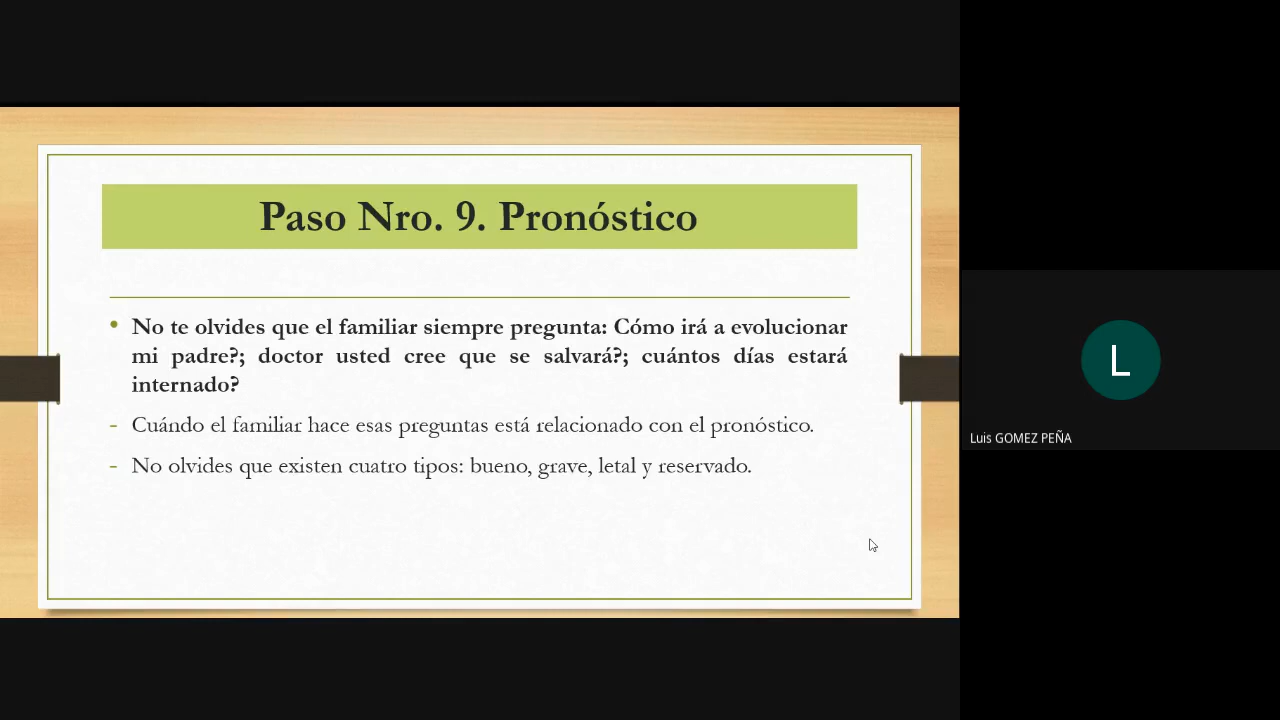 Paso Nro. 9. Pronóstico
• No te olvides que el familiar siempre pregunta: Cómo irá a evolucionar
mi padre?; doctor usted cree que se salvará?; cuántos días estará
internado?
- Cuándo el familiar hace esas preguntas está relacionado con el pronóstico.
- No olvides que existen cuatro tipos: bueno, grave, letal y reservado.
L
Luis GOMEZ PEÑA